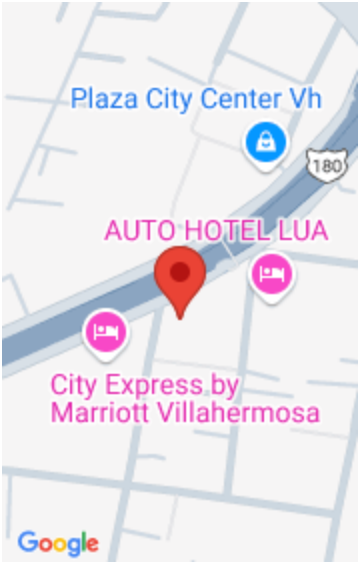 Plaza City Center Vh
180
AUTO HOTEL LUA
City Express by
Marriott Villahermosa
Google